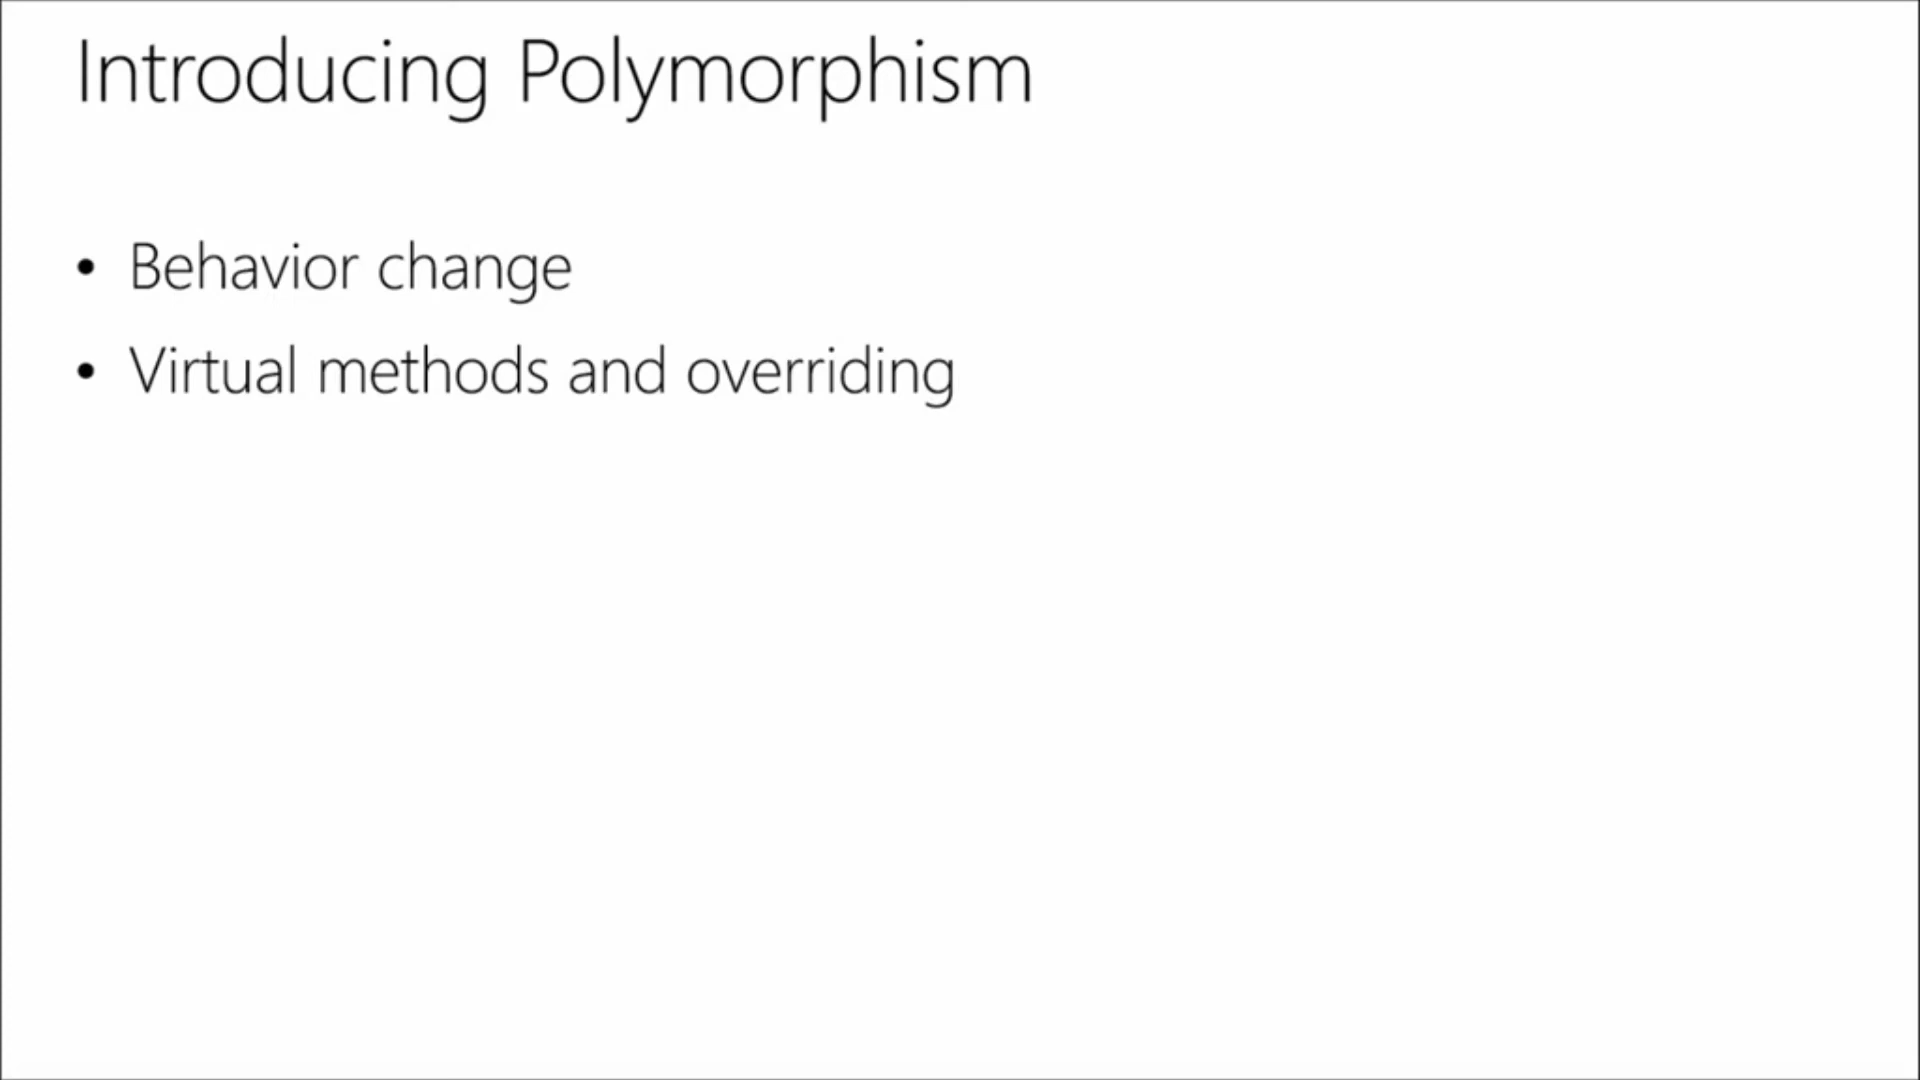 Introducing Polymorphism
• Behavior change
• Virtual methods and overriding